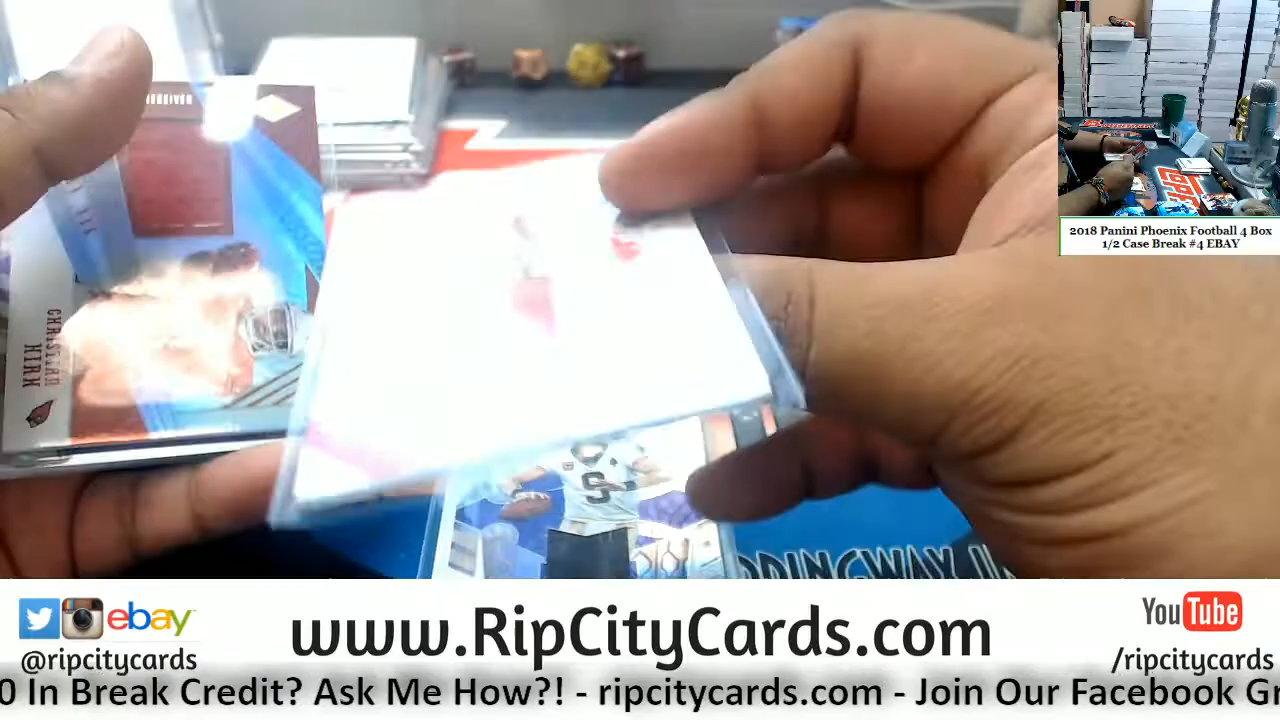 CHRISTIAN
KIRK
9
2018 Panini Phoenix Football 4 Box
1/2 Case Break #4 EBAY
ebay
@ripcitycards
www.RipCityCards.com
YouTube
/ripcitycards
0 In Break Credit? Ask Me How?! - ripcitycards.com - Join Our Facebook Gr